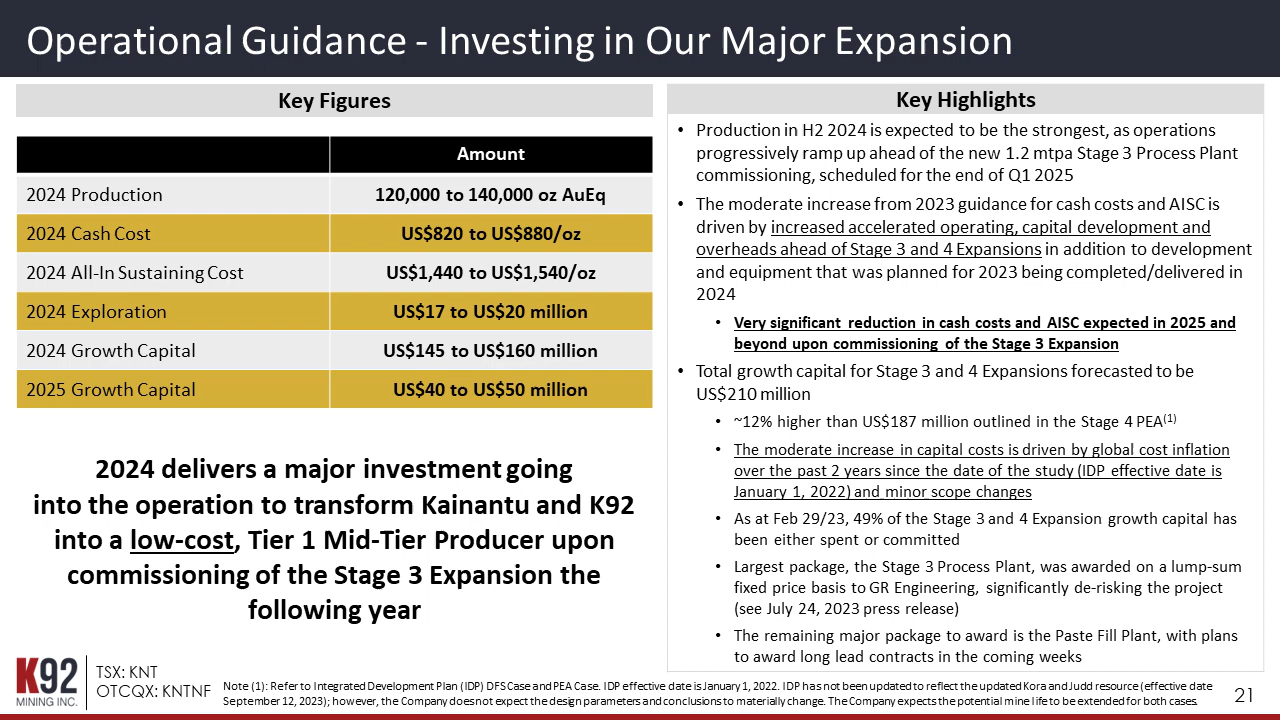 Operational Guidance - Investing in Our Major Expansion
Key Figures
Amount
2024 Production 120,000 to 140,000 oz AuEq
2024 Cash Cost US$820 to US$880/oz
2024 All-In Sustaining Cost US$1,440 to US$1,540/oz
2024 Exploration US$17 to US$20 million
2024 Growth Capital US$145 to US$160 million
2025 Growth Capital US$40 to US$50 million
2024 delivers a major investment going
into the operation to transform Kainantu and K92
into a low-cost, Tier 1 Mid-Tier Producer upon
commissioning of the Stage 3 Expansion the
following year
Key Highlights
• Production in H2 2024 is expected to be the strongest, as operations
progressively ramp up ahead of the new 1.2 mtpa Stage 3 Process Plant
commissioning, scheduled for the end of Q1 2025
• The moderate increase from 2023 guidance for cash costs and AISC is
driven by increased accelerated operating, capital development and
overheads ahead of Stage 3 and 4 Expansions in addition to development
and equipment that was planned for 2023 being completed/delivered in
2024
• Very significant reduction in cash costs and AISC expected in 2025 and
beyond upon commissioning of the Stage 3 Expansion
• Total growth capital for Stage 3 and 4 Expansions forecasted to be
US$210 million
• ~12% higher than US$187 million outlined in the Stage 4 PEA(1)
• The moderate increase in capital costs is driven by global cost inflation
over the past 2 years since the date of the study (IDP effective date is
January 1, 2022) and minor scope changes
• As at Feb 29/23, 49% of the Stage 3 and 4 Expansion growth capital has
been either spent or committed
• Largest package, the Stage 3 Process Plant, was awarded on a lump-sum
fixed price basis to GR Engineering, significantly de-risking the project
(see July 24, 2023 press release)
• The remaining major package to award is the Paste Fill Plant, with plans
to award long lead contracts in the coming weeks
K92
MINING INC.
TSX: KNT
OTCQX: KNTNF
Note (1): Refer to Integrated Development Plan (IDP) DFS Case and PEA Case. IDP effective date is January 1, 2022. IDP has not been updated to reflect the updated Kora and Judd resource (effective date
September 12, 2023); however, the Company does not expect the design parameters and conclusions to materially change. The Company expects the potential mine life to be extended for both cases.
21